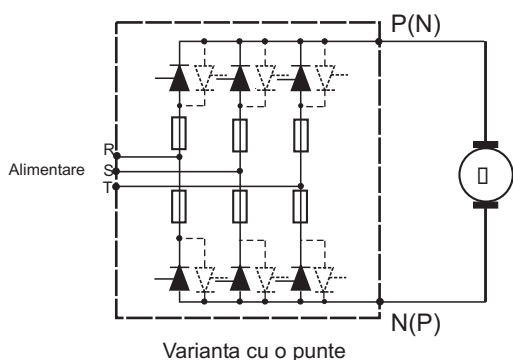 P(N)
R
Alimentare S
T
N(P)
Varianta cu o punte